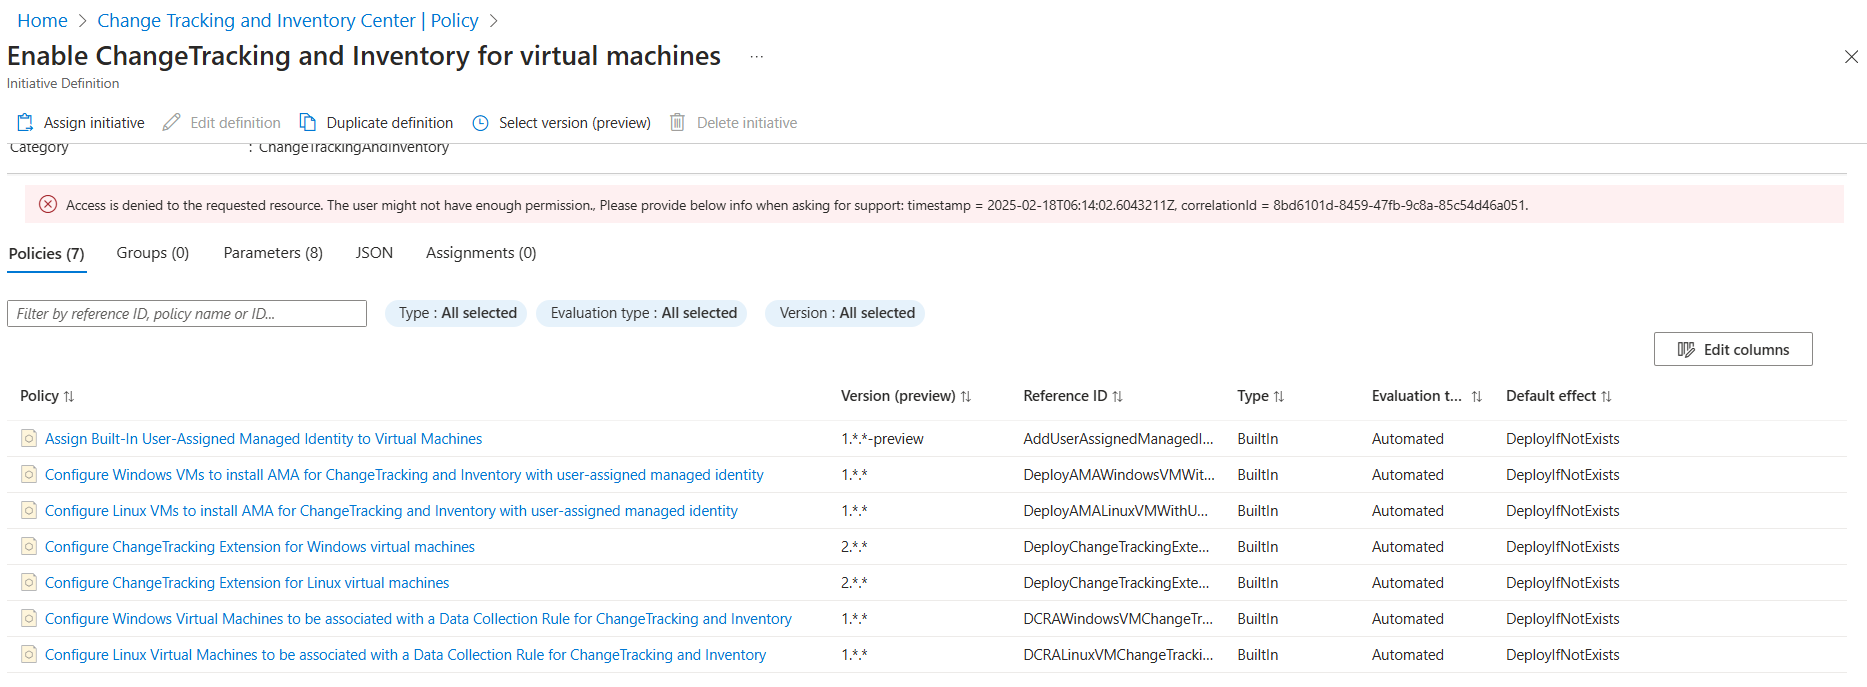 Home > Change Tracking and Inventory Center | Policy >
Enable ChangeTracking and Inventory for virtual machines ...
Initiative Definition
Assign initiative Edit definition Duplicate definition Select version (preview) Delete initiative
Category : ChangeTrackingAndInventory
Access is denied to the requested resource. The user might not have enough permission., Please provide below info when asking for support: timestamp = 2025-02-18T06:14:02.6043211Z, correlationId = 8bd6101d-8459-47fb-9c8a-85c54d46a051.
Policies (7) Groups (0) Parameters (8) JSON Assignments (0)
Filter by reference ID, policy name or ID... Type : All selected Evaluation type : All selected Version : All selected
Edit columns
Policy Version (preview) Reference ID Type Evaluation t... Default effect
Assign Built-In User-Assigned Managed Identity to Virtual Machines 1.*.*-preview AddUserAssignedManagedI... BuiltIn Automated DeployIfNotExists
Configure Windows VMs to install AMA for ChangeTracking and Inventory with user-assigned managed identity 1.*.* DeployAMAWindowsVMWit... BuiltIn Automated DeployIfNotExists
Configure Linux VMs to install AMA for ChangeTracking and Inventory with user-assigned managed identity 1.*.* DeployAMALinuxVMWithU... BuiltIn Automated DeployIfNotExists
Configure ChangeTracking Extension for Windows virtual machines 2.*.* DeployChangeTrackingExte... BuiltIn Automated DeployIfNotExists
Configure ChangeTracking Extension for Linux virtual machines 2.*.* DeployChangeTrackingExte... BuiltIn Automated DeployIfNotExists
Configure Windows Virtual Machines to be associated with a Data Collection Rule for ChangeTracking and Inventory 1.*.* DCRAWindowsVMChangeTr... BuiltIn Automated DeployIfNotExists
Configure Linux Virtual Machines to be associated with a Data Collection Rule for ChangeTracking and Inventory 1.*.* DCRALinuxVMChangeTracki... BuiltIn Automated DeployIfNotExists